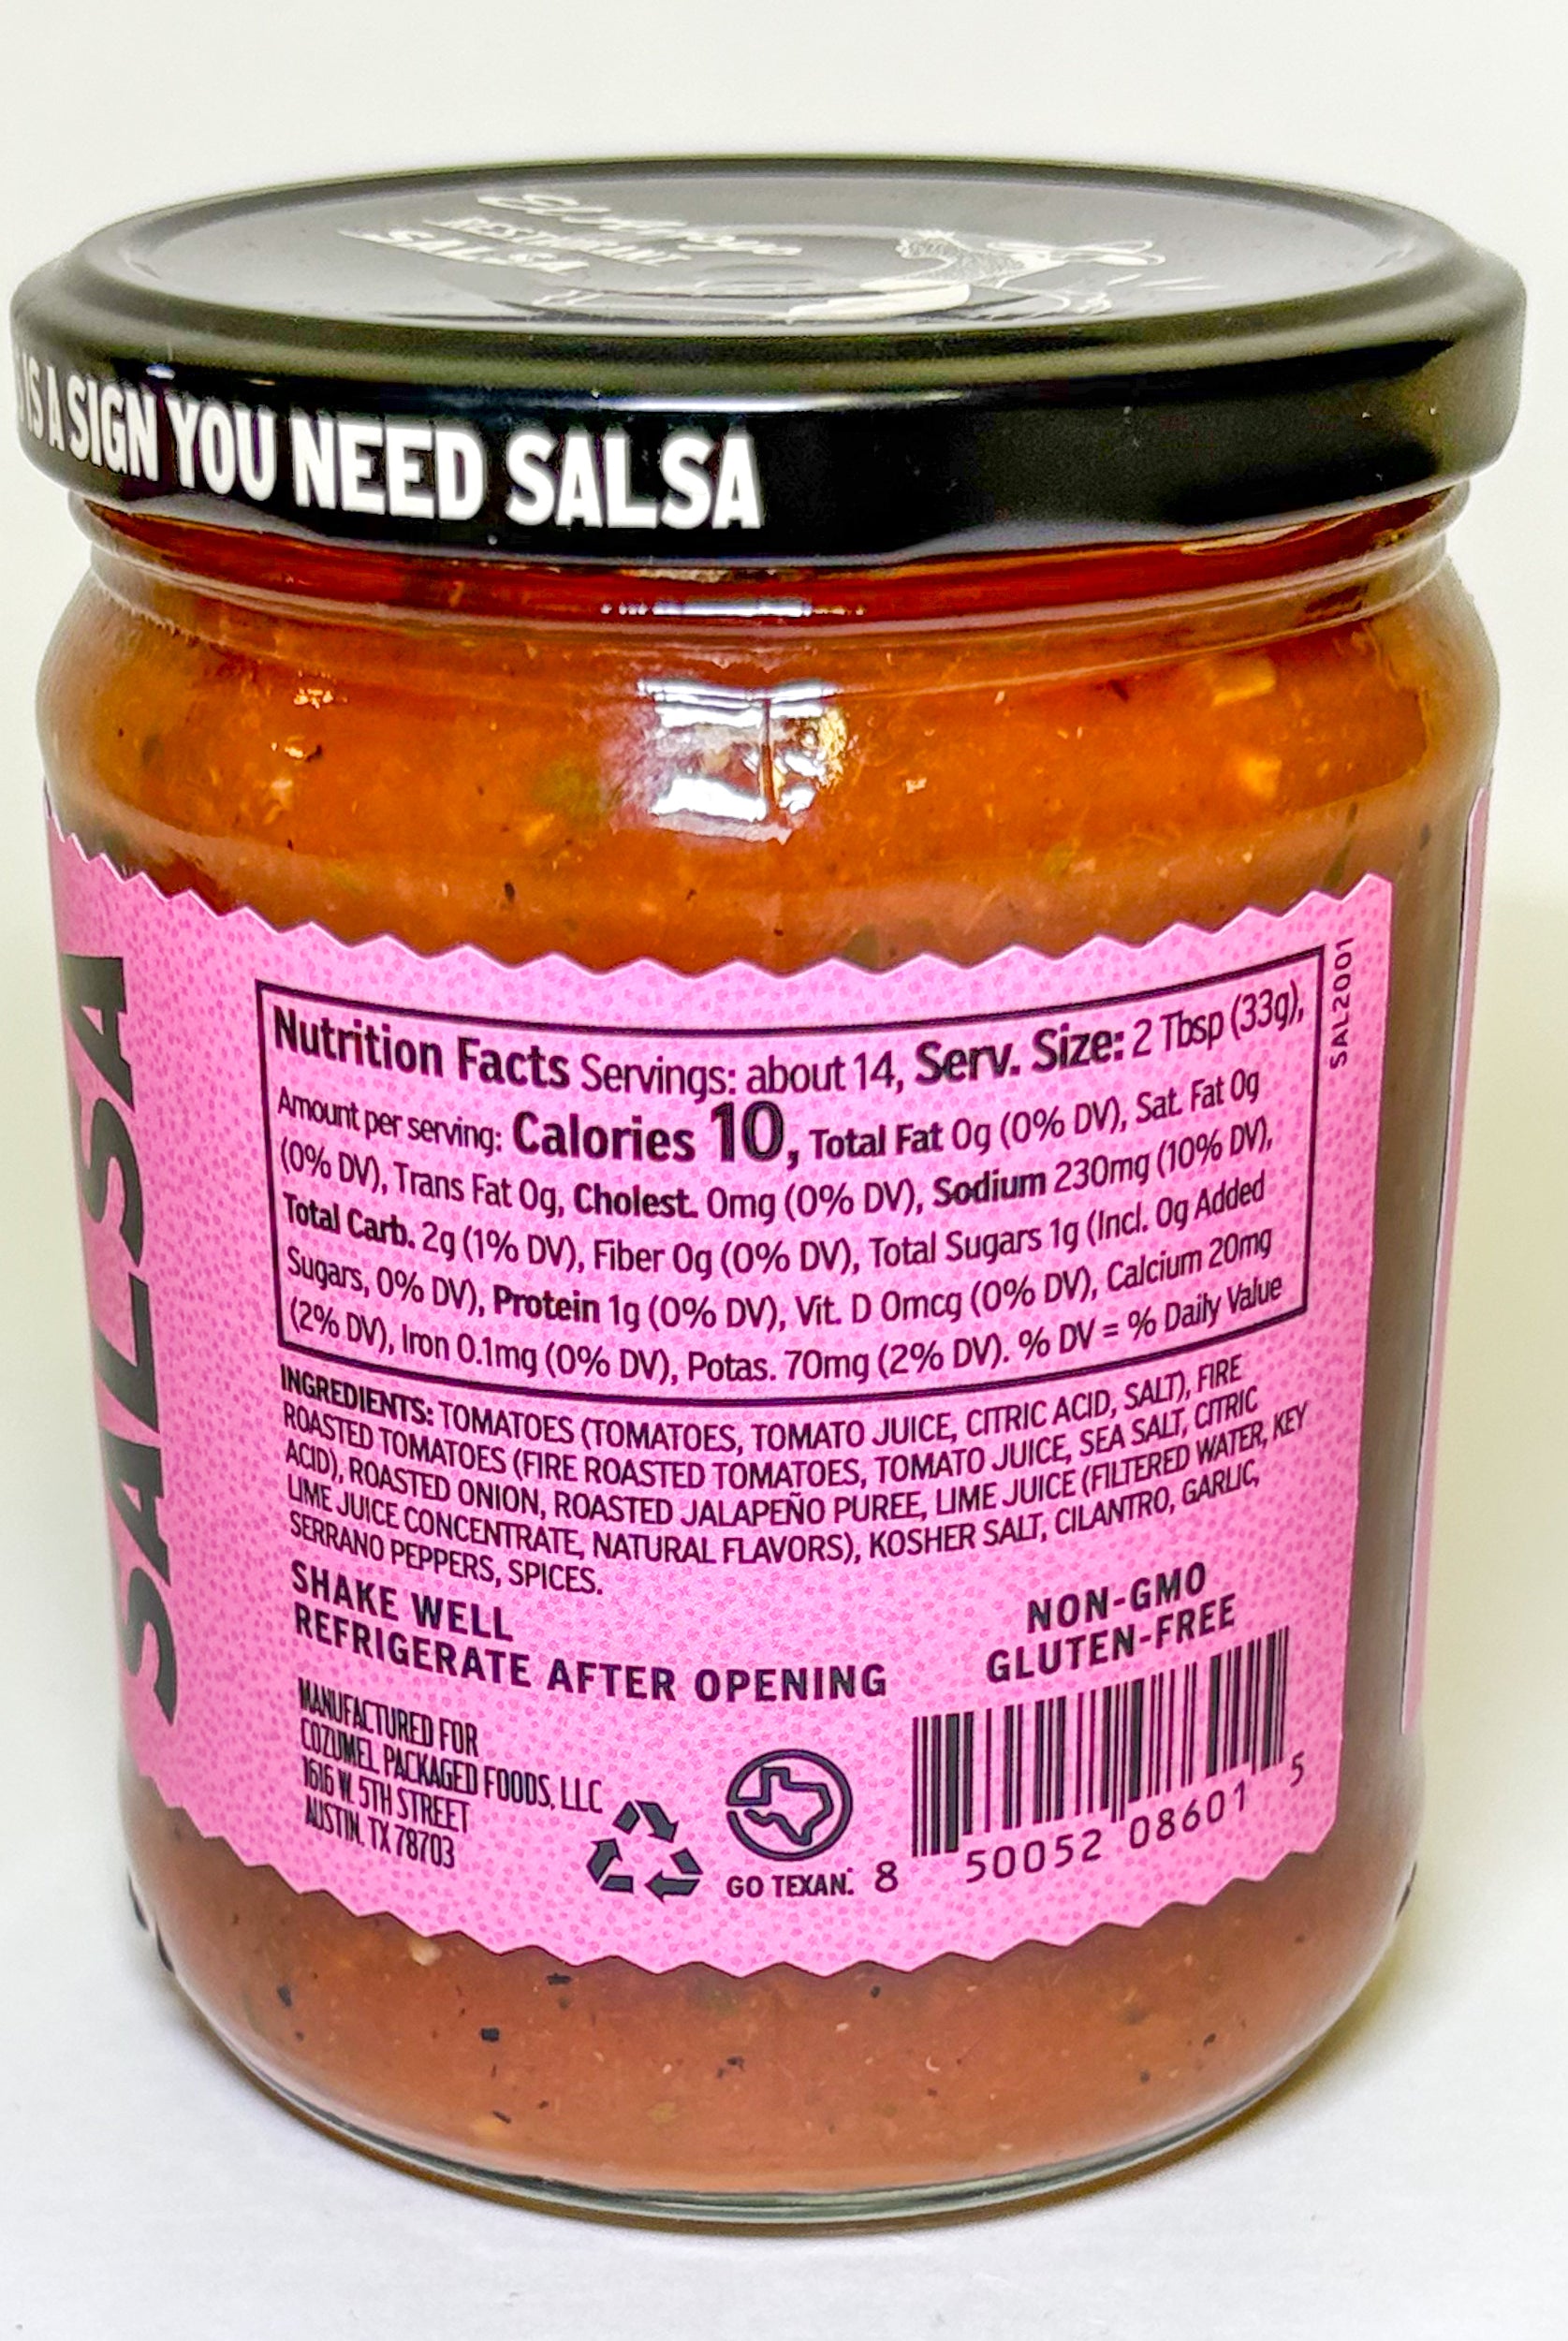 RESTAURANT
SALSA
IS A SIGN YOU NEED SALSA
SALSA
SAL2001
Nutrition Facts Servings: about 14, Serv. Size: 2 Tbsp (33g),
Amount per serving: Calories 10, Total Fat 0g (0% DV), Sat. Fat 0g
(0% DV), Trans Fat 0g, Cholest. 0mg (0% DV), Sodium 230mg (10% DV),
Total Carb. 2g (1% DV), Fiber 0g (0% DV), Total Sugars 1g (Incl. 0g Added
Sugars, 0% DV), Protein 1g (0% DV), Vit. D 0mcg (0% DV), Calcium 20mg
(2% DV), Iron 0.1mg (0% DV), Potas. 70mg (2% DV). % DV = % Daily Value
INGREDIENTS: TOMATOES (TOMATOES, TOMATO JUICE, CITRIC ACID, SALT), FIRE
ROASTED TOMATOES (FIRE ROASTED TOMATOES, TOMATO JUICE, SEA SALT, CITRIC
ACID), ROASTED ONION, ROASTED JALAPEÑO PUREE, LIME JUICE (FILTERED WATER, KEY
LIME JUICE CONCENTRATE, NATURAL FLAVORS), KOSHER SALT, CILANTRO, GARLIC,
SERRANO PEPPERS, SPICES.
SHAKE WELL
REFRIGERATE AFTER OPENING
NON-GMO
GLUTEN-FREE
MANUFACTURED FOR
COZUMEL PACKAGED FOODS, LLC
1616 W. 5TH STREET
AUSTIN, TX 78703
GO TEXAN.
8 50052 08601 5